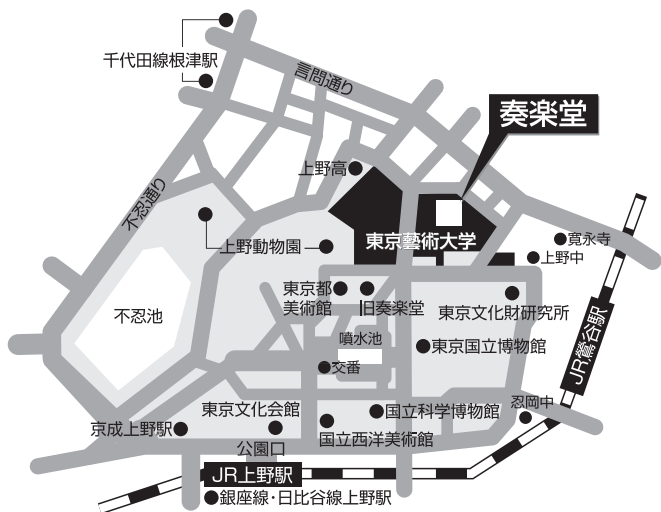 千代田線根津駅
言問通り
奏楽堂
上野高
不忍通り
東京藝術大学
寛永寺
上野中
上野動物園
東京都
美術館
旧奏楽堂
東京文化財研究所
不忍池
噴水池
東京国立博物館
交番
JR鶯谷駅
忍岡中
東京文化会館
国立科学博物館
京成上野駅
公園口
国立西洋美術館
JR上野駅
銀座線・日比谷線上野駅